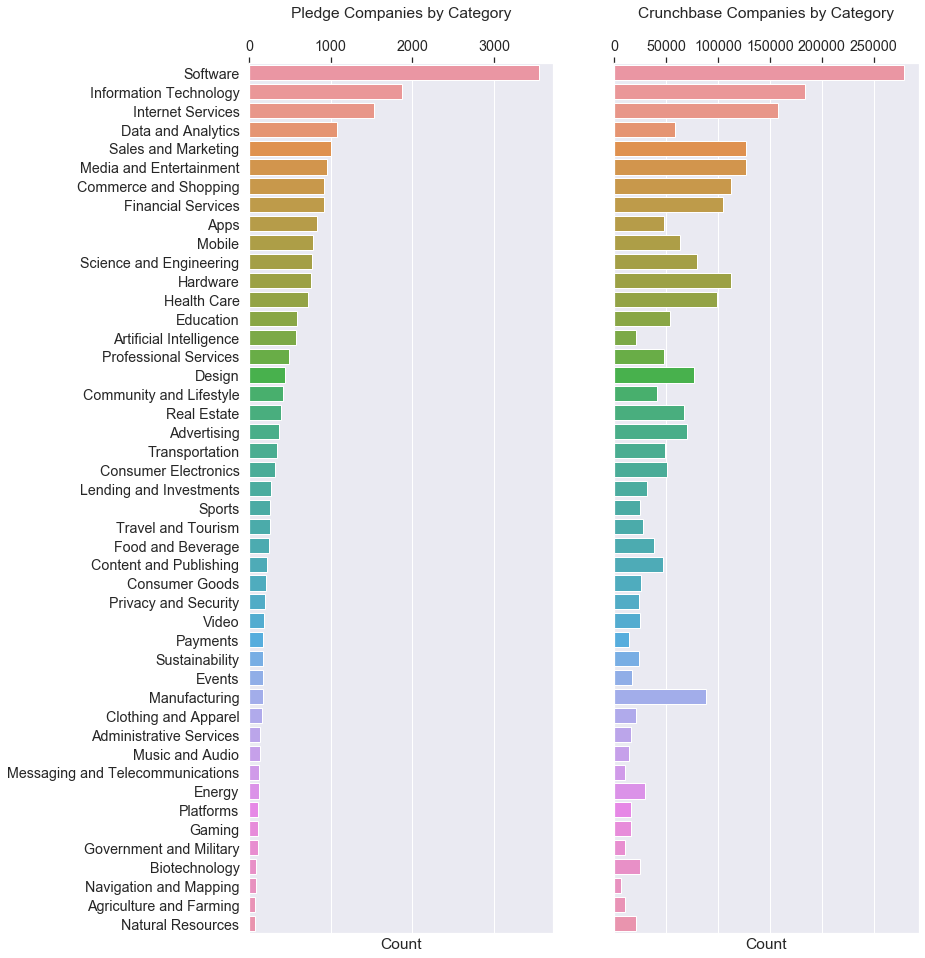 Pledge Companies by Category
Crunchbase Companies by Category
0 1000 2000 3000
0 50000 100000 150000 200000 250000
Software
Information Technology
Internet Services
Data and Analytics
Sales and Marketing
Media and Entertainment
Commerce and Shopping
Financial Services
Apps
Mobile
Science and Engineering
Hardware
Health Care
Education
Artificial Intelligence
Professional Services
Design
Community and Lifestyle
Real Estate
Advertising
Transportation
Consumer Electronics
Lending and Investments
Sports
Travel and Tourism
Food and Beverage
Content and Publishing
Consumer Goods
Privacy and Security
Video
Payments
Sustainability
Events
Manufacturing
Clothing and Apparel
Administrative Services
Music and Audio
Messaging and Telecommunications
Energy
Platforms
Gaming
Government and Military
Biotechnology
Navigation and Mapping
Agriculture and Farming
Natural Resources
Count
Count